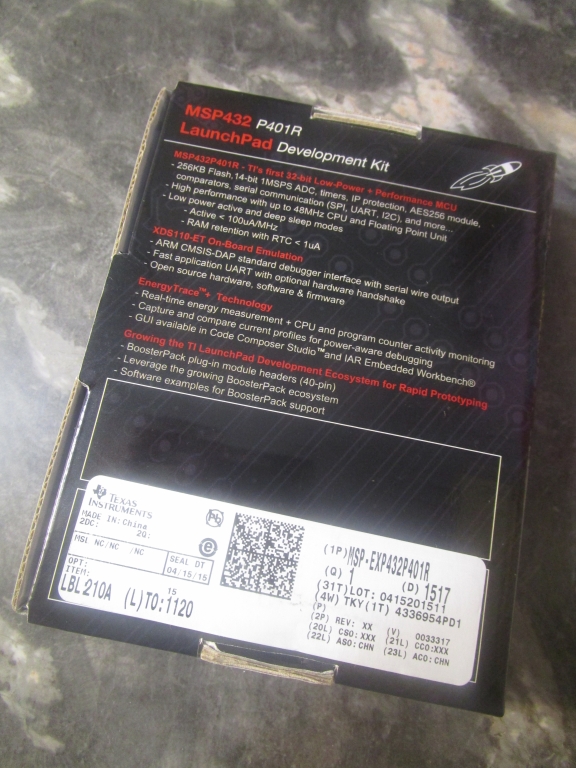 MSP432 P401R
LaunchPad Development Kit
MSP432P401R - TI's first 32-bit Low-Power + Performance MCU
- 256KB Flash,14-bit 1MSPS ADC, timers, IP protection, AES256 module,
comparators, serial communication (SPI, UART, I2C), and more...
- High performance with up to 48MHz CPU and Floating Point Unit
- Low power active and deep sleep modes
- Active < 100uA/MHz
- RAM retention with RTC < 1uA
XDS110-ET On-Board Emulation
- ARM CMSIS-DAP standard debugger interface with serial wire output
- Fast application UART with optional hardware handshake
- Open source hardware, software & firmware
EnergyTrace™+ Technology
- Real-time energy measurement + CPU and program counter activity monitoring
- Capture and compare current profiles for power-aware debugging
- GUI available in Code Composer Studio™and IAR Embedded Workbench®
Growing the TI LaunchPad Development Ecosystem for Rapid Prototyping
- BoosterPack plug-in module headers (40-pin)
- Leverage the growing BoosterPack ecosystem
- Software examples for BoosterPack support
TEXAS
INSTRUMENTS
MADE IN: China
2DC: 2Q:
MSL NC/NC /NC
SEAL DT
04/15/15
OPT:
ITEM:
15
LBL 210A (L)TO:1120
Pb
e
(1P) MSP-EXP432P401R
(Q) 1 (D) 1517
(31T)LOT: 0415201511
(4W) TKY(1T) 4336954PD1
(P)
(2P) REV: XX (V) 0033317
(20L) CSO: XXX (21L) CCO:XXX
(22L) ASO: CHN (23L) ACO: CHN